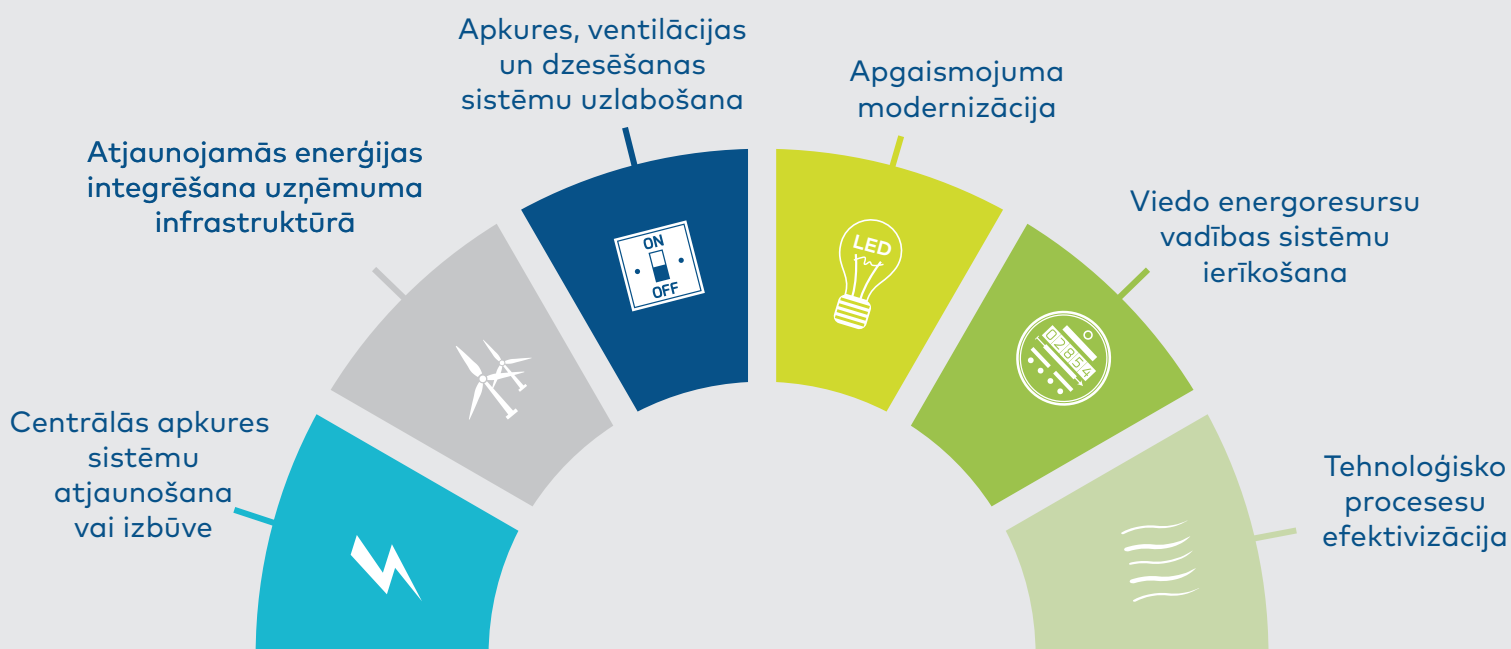 Apkures, ventilācijas
un dzesēšanas
sistēmu uzlabošana
Apgaismojuma
modernizācija
Atjaunojamās enerģijas
integrēšana uzņēmuma
infrastruktūrā
Viedo energoresursu
vadības sistēmu
ierīkošana
Centrālās apkures
sistēmu
atjaunošana
vai izbūve
Tehnoloģisko
procesesu
efektivizācija
ON
OFF
LED
02854